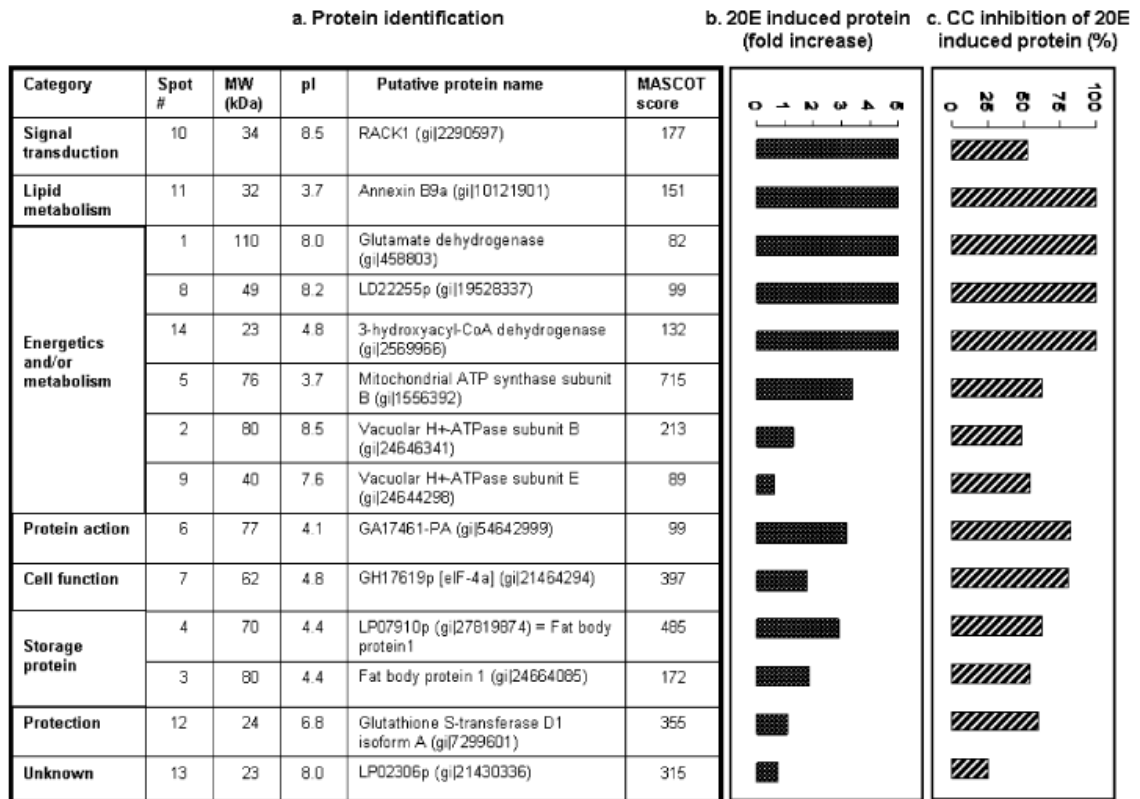 a. Protein identification
b. 20E induced protein
(fold increase)
c. CC inhibition of 20E
induced protein (%)
Category
Spot
#
MW
(kDa)
pI
Putative protein name
MASCOT
score
0 1 2 3 4 5
0 25 50 75 100
Signal
transduction
10
34
8.5
RACK1 (gi|2290597)
177
Lipid
metabolism
11
32
3.7
Annexin B9a (gi|10121901)
151
Energetics
and/or
metabolism
1
110
8.0
Glutamate dehydrogenase
(gi|458803)
82
8
49
8.2
LD22255p (gi|19528337)
99
14
23
4.8
3-hydroxyacyl-CoA dehydrogenase
(gi|2569966)
132
5
76
3.7
Mitochondrial ATP synthase subunit
B (gi|1556392)
715
2
80
8.5
Vacuolar H+-ATPase subunit B
(gi|24646341)
213
9
40
7.6
Vacuolar H+-ATPase subunit E
(gi|24644298)
89
Protein action
6
77
4.1
GA17461-PA (gi|54642999)
99
Cell function
7
62
4.8
GH17619p [eIF-4a] (gi|21464294)
397
Storage
protein
4
70
4.4
LP07910p (gi|27819874) = Fat body
protein1
485
3
80
4.4
Fat body protein 1 (gi|24664085)
172
Protection
12
24
6.8
Glutathione S-transferase D1
isoform A (gi|7299601)
355
Unknown
13
23
8.0
LP02306p (gi|21430336)
315